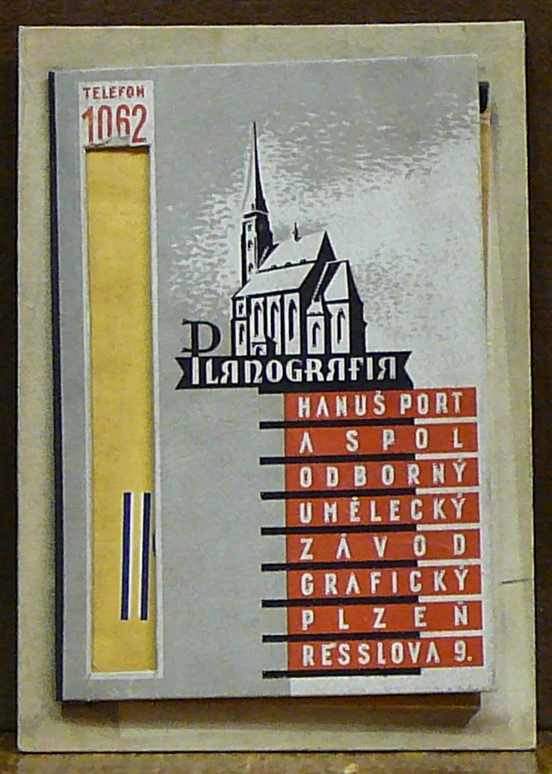 TELEFON
1062
PLANOGRAFIA
HANUŠ PORT
A SPOL
ODBORNÝ
UMĚLECKÝ
ZÁVOD
GRAFICKÝ
PLZEŇ
RESSLOVA 9.